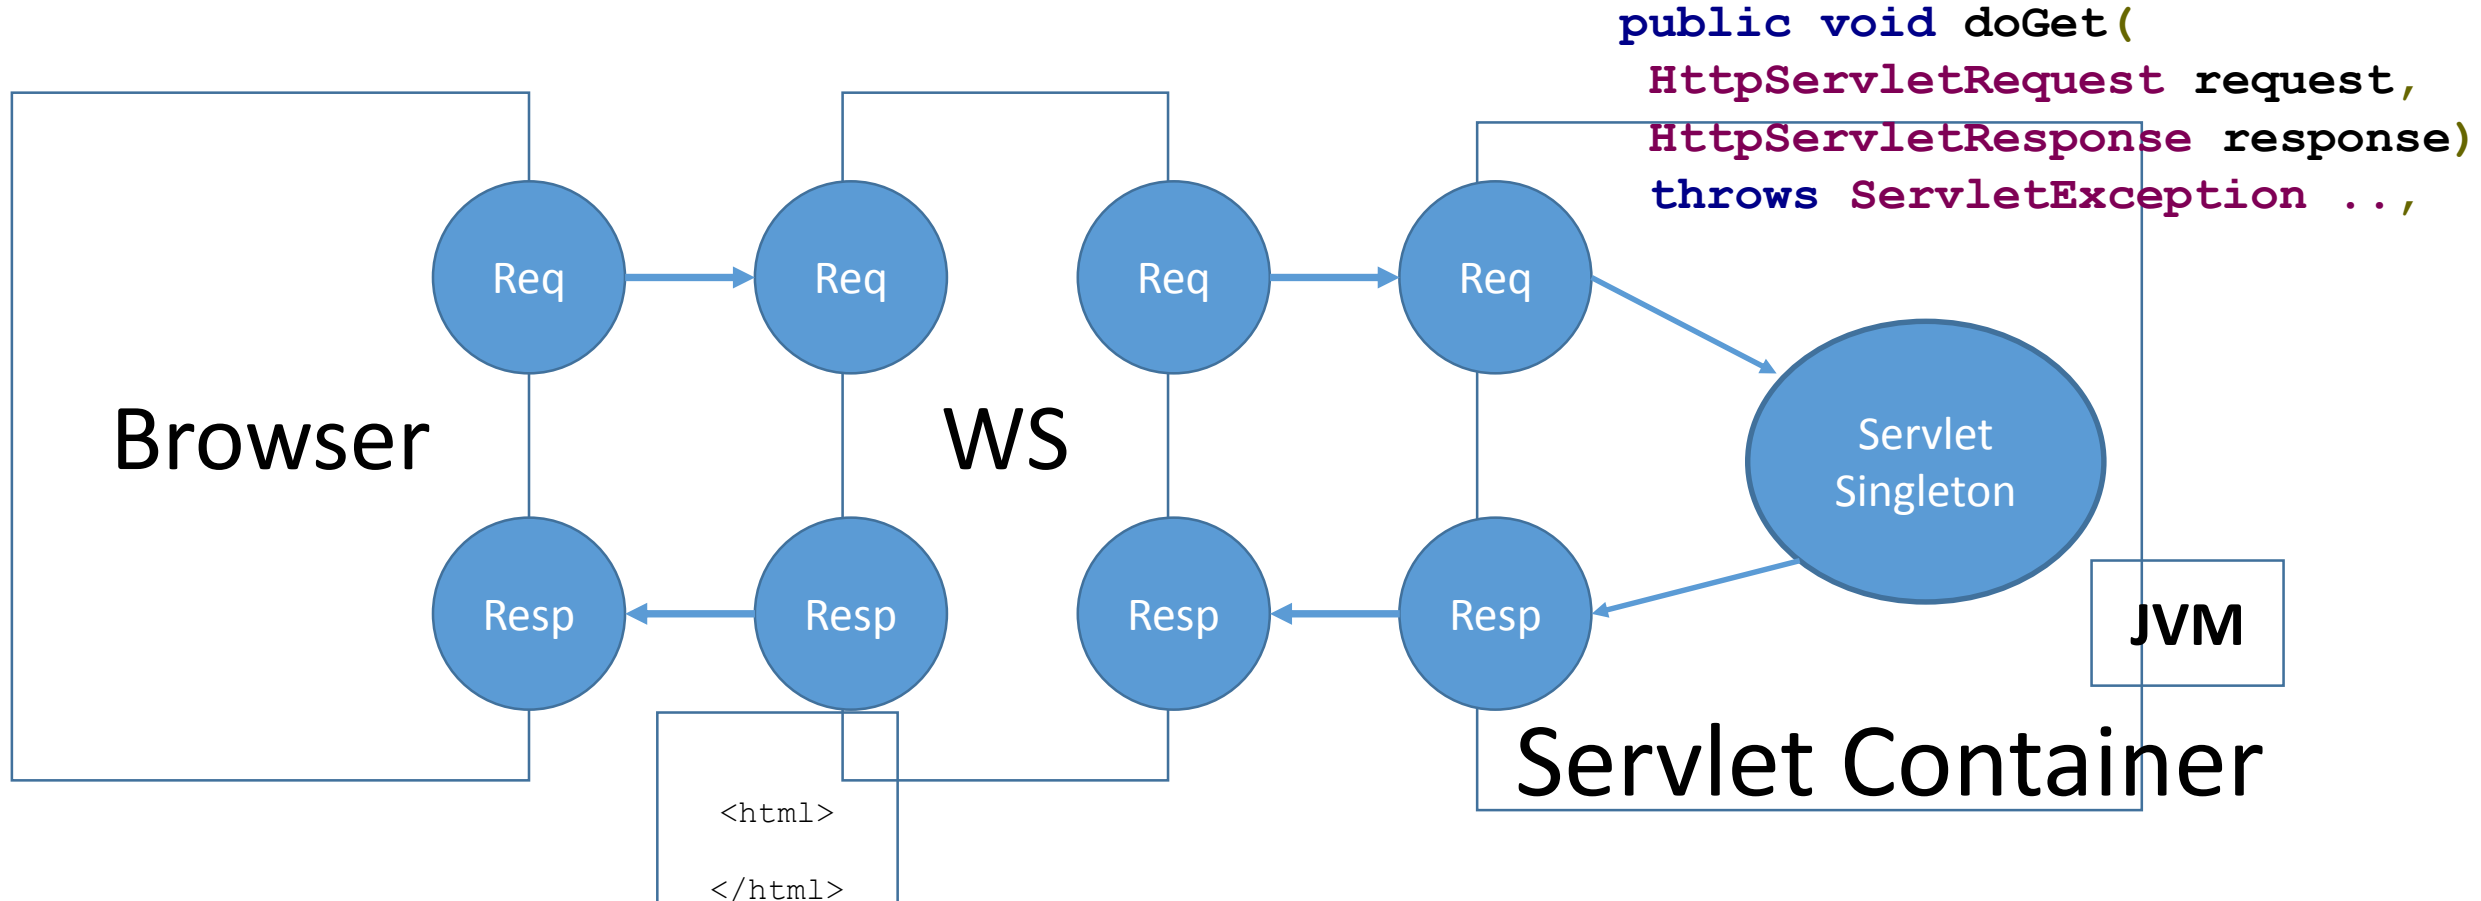 public void doGet(
HttpServletRequest request,
HttpServletResponse response)
throws ServletException ..,
Req
Req
Req
Req
Browser
WS
Servlet
Singleton
Resp
Resp
Resp
Resp
JVM
Servlet Container
<html>
</html>